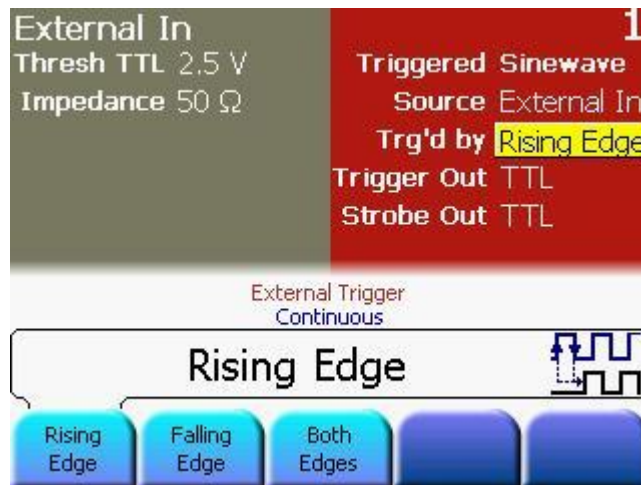 External In
Thresh TTL 2.5 V
Impedance 50 Ω
1
Triggered Sinewave
Source External In
Trg'd by Rising Edge
Trigger Out TTL
Strobe Out TTL
External Trigger
Continuous
Rising Edge
Rising Edge
Falling Edge
Both Edges